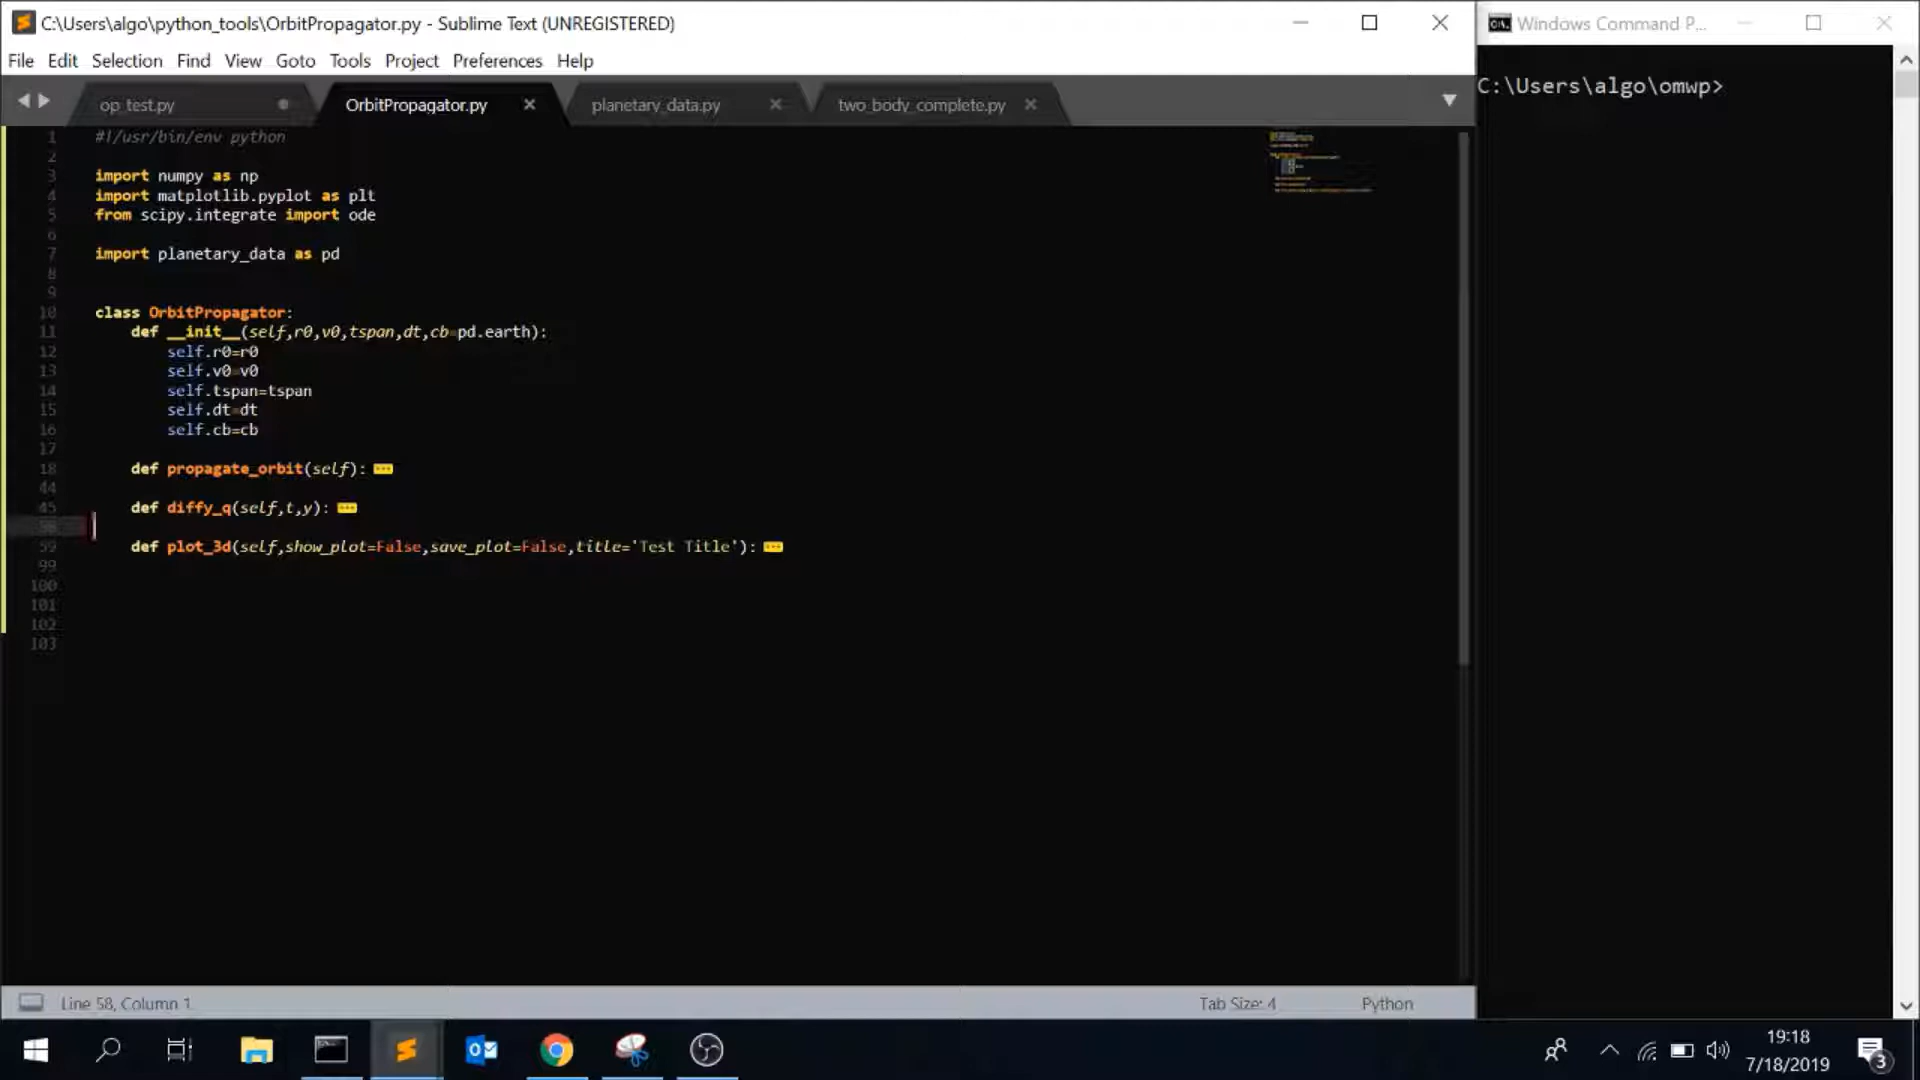 C:\Users\algo\python_tools\OrbitPropagator.py - Sublime Text (UNREGISTERED)
File Edit Selection Find View Goto Tools Project Preferences Help
op_test.py OrbitPropagator.py planetary_data.py two_body_complete.py
1 #!/usr/bin/env python
2
3 import numpy as np
4 import matplotlib.pyplot as plt
5 from scipy.integrate import ode
6
7 import planetary_data as pd
8
9
10 class OrbitPropagator:
11 def __init__(self,r0,v0,tspan,dt,cb=pd.earth):
12 self.r0=r0
13 self.v0=v0
14 self.tspan=tspan
15 self.dt=dt
16 self.cb=cb
17
18 def propagate_orbit(self):
44
45 def diffy_q(self,t,y):
58
59 def plot_3d(self,show_plot=False,save_plot=False,title='Test Title'):
99
100
101
102
103
Line 58, Column 1 Tab Size: 4 Python
Windows Command P...
C:\Users\algo\omwp>
19:18
7/18/2019
3